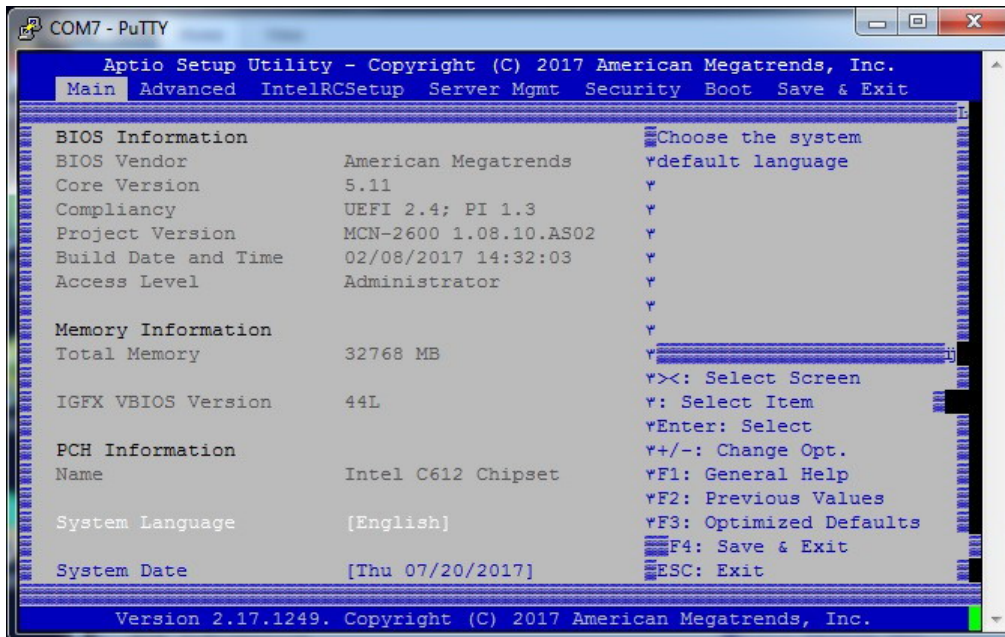 COM7 - PuTTY
Aptio Setup Utility - Copyright (C) 2017 American Megatrends, Inc.
Main Advanced IntelRCSetup Server Mgmt Security Boot Save & Exit
BIOS Information Choose the system
BIOS Vendor American Megatrends default language
Core Version 5.11
Compliancy UEFI 2.4; PI 1.3
Project Version MCN-2600 1.08.10.AS02
Build Date and Time 02/08/2017 14:32:03
Access Level Administrator
Memory Information
Total Memory 32768 MB
><: Select Screen
IGFX VBIOS Version 44L : Select Item
Enter: Select
PCH Information +/-: Change Opt.
Name Intel C612 Chipset F1: General Help
F2: Previous Values
System Language [English] F3: Optimized Defaults
F4: Save & Exit
System Date [Thu 07/20/2017] ESC: Exit
Version 2.17.1249. Copyright (C) 2017 American Megatrends, Inc.